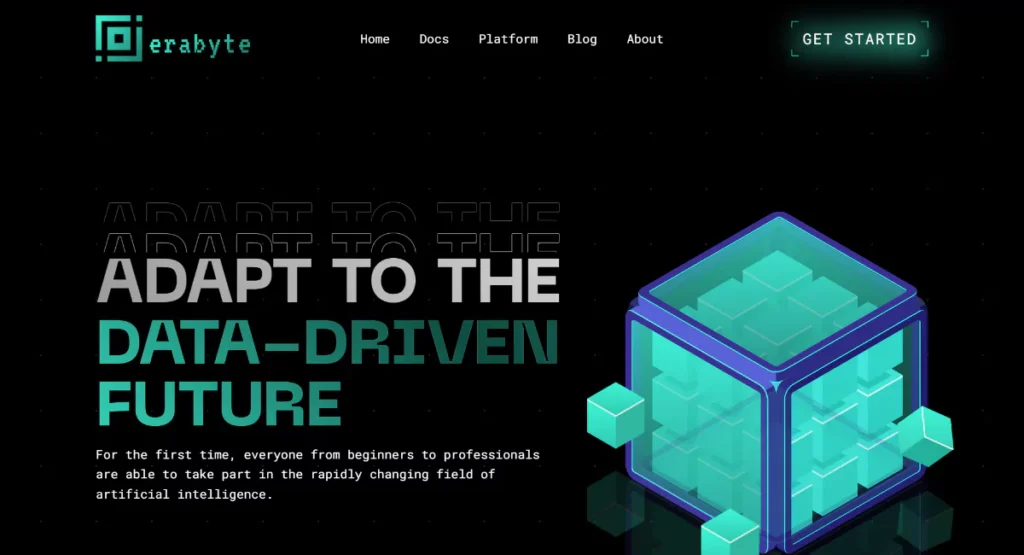 erabyte
Home Docs Platform Blog About
GET STARTED
ADAPT TO THE
ADAPT TO THE
ADAPT TO THE
DATA-DRIVEN
FUTURE
For the first time, everyone from beginners to professionals
are able to take part in the rapidly changing field of
artificial intelligence.